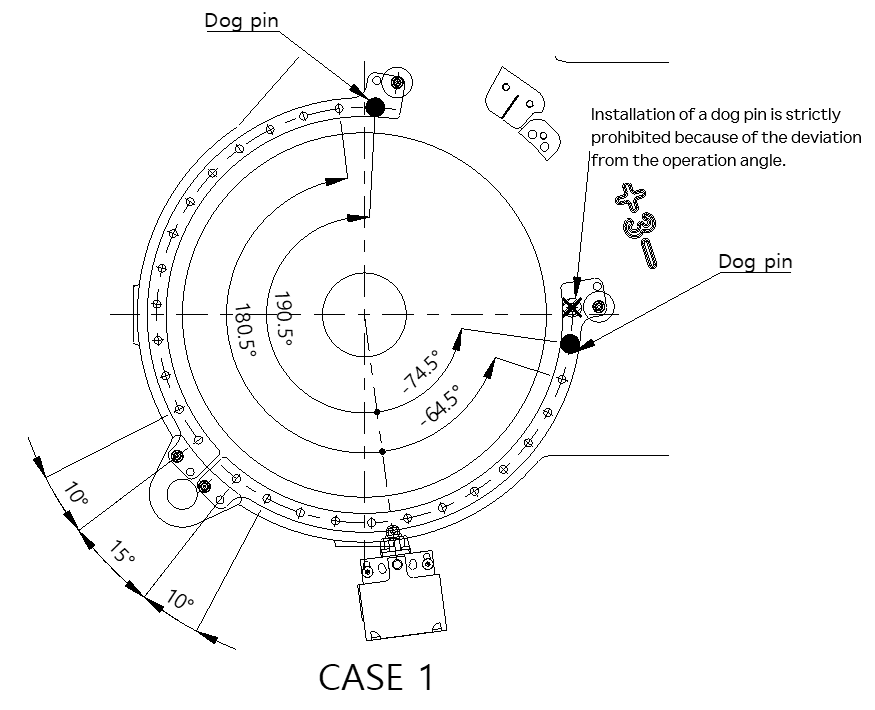 Dog pin
Installation of a dog pin is strictly
prohibited because of the deviation
from the operation angle.
Dog pin
190.5°
180.5°
-74.5°
-64.5°
10°
15°
10°
CASE 1